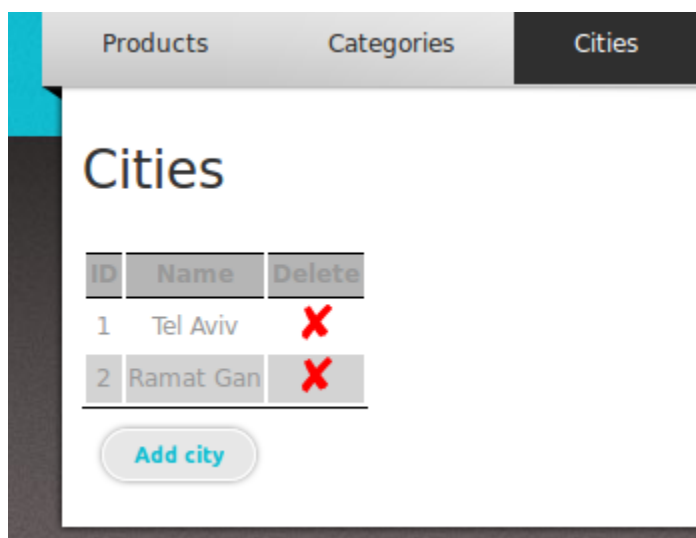 Products Categories Cities
Cities
ID Name Delete
1 Tel Aviv
2 Ramat Gan
Add city